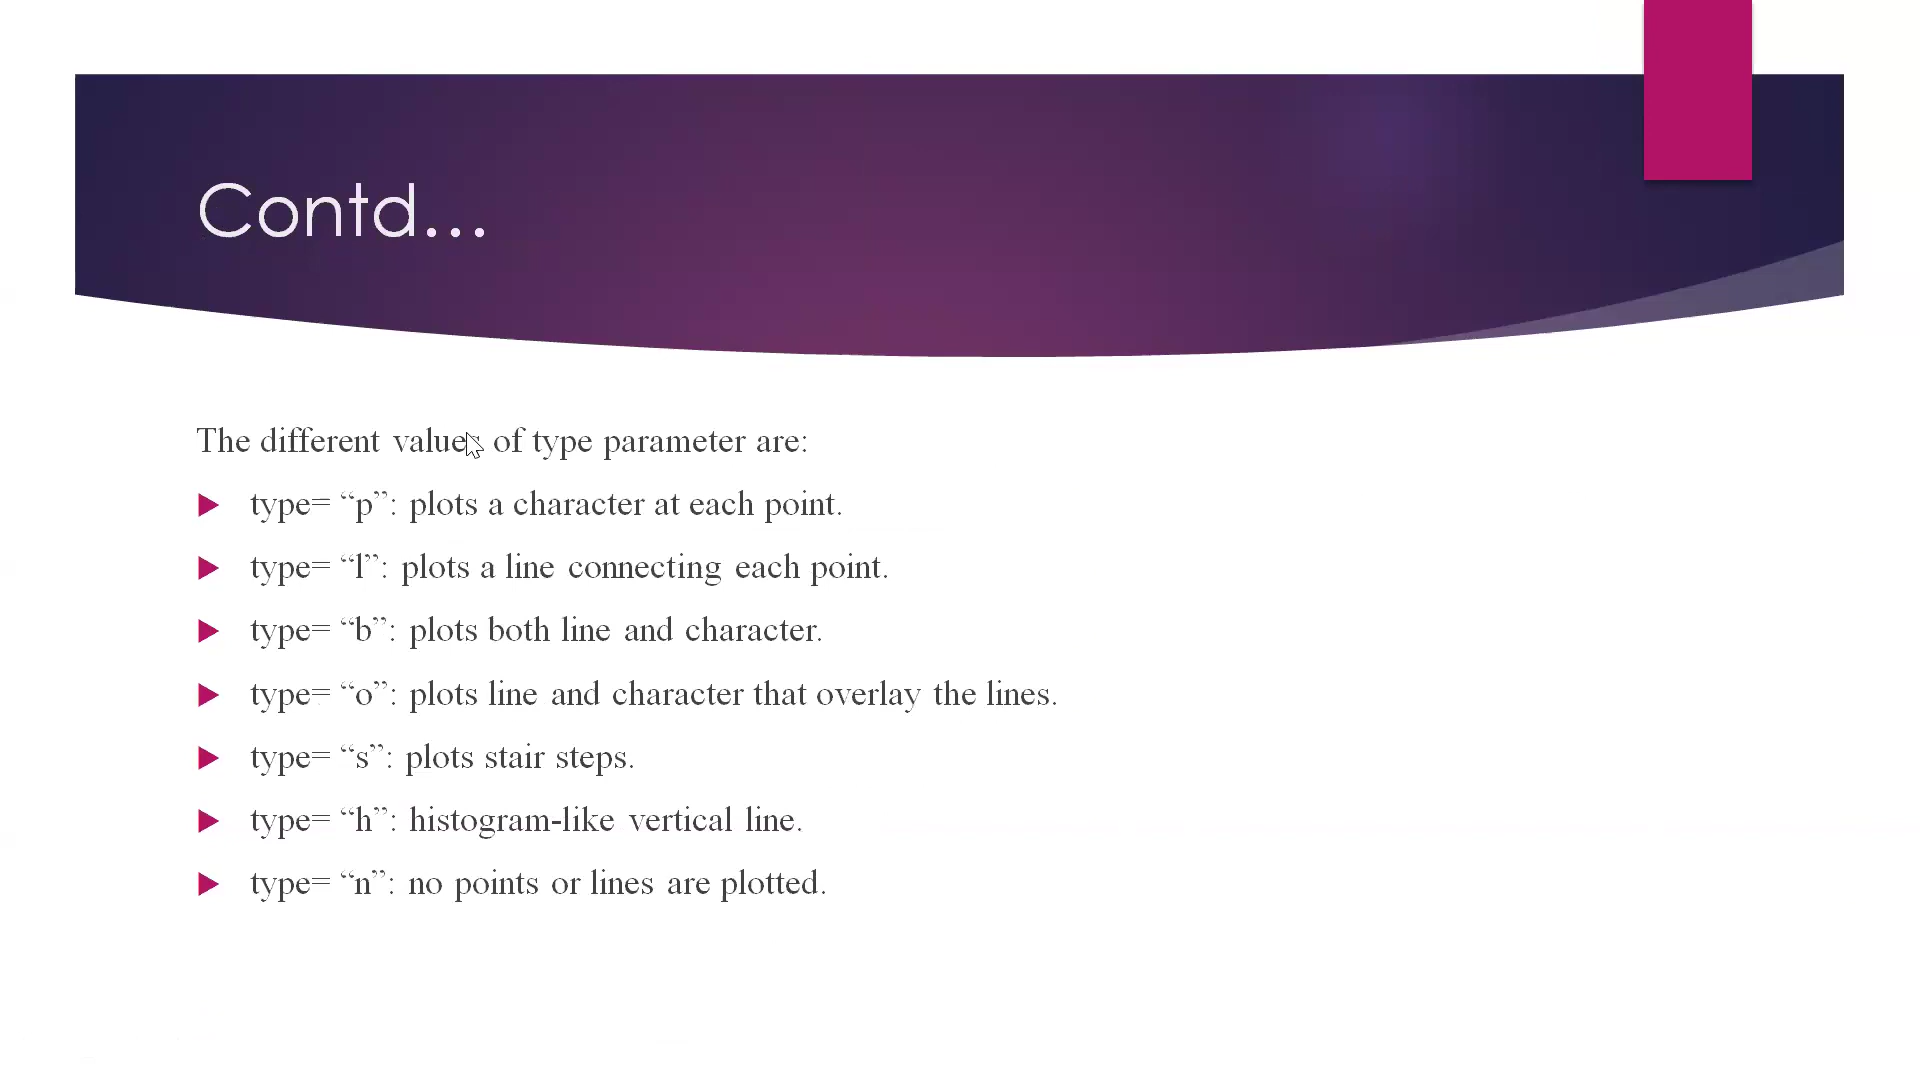 Contd...
The different values of type parameter are:
type= “p”: plots a character at each point.
type= “l”: plots a line connecting each point.
type= “b”: plots both line and character.
type= “o”: plots line and character that overlay the lines.
type= “s”: plots stair steps.
type= “h”: histogram-like vertical line.
type= “n”: no points or lines are plotted.